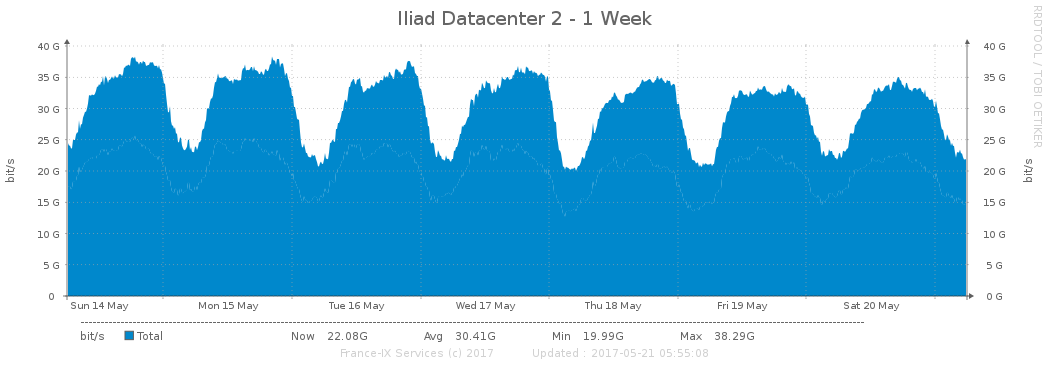 Iliad Datacenter 2 - 1 Week
RRDTOOL / TOBI OETIKER
40 G 40 G
35 G 35 G
30 G 30 G
25 G 25 G
20 G 20 G
15 G 15 G
10 G 10 G
5 G 5 G
0 0 G
bit/s bit/s
Sun 14 May Mon 15 May Tue 16 May Wed 17 May Thu 18 May Fri 19 May Sat 20 May
bit/s Total Now 22.08G Avg 30.41G Min 19.99G Max 38.29G
France-IX Services (c) 2017 Updated : 2017-05-21 05:55:08